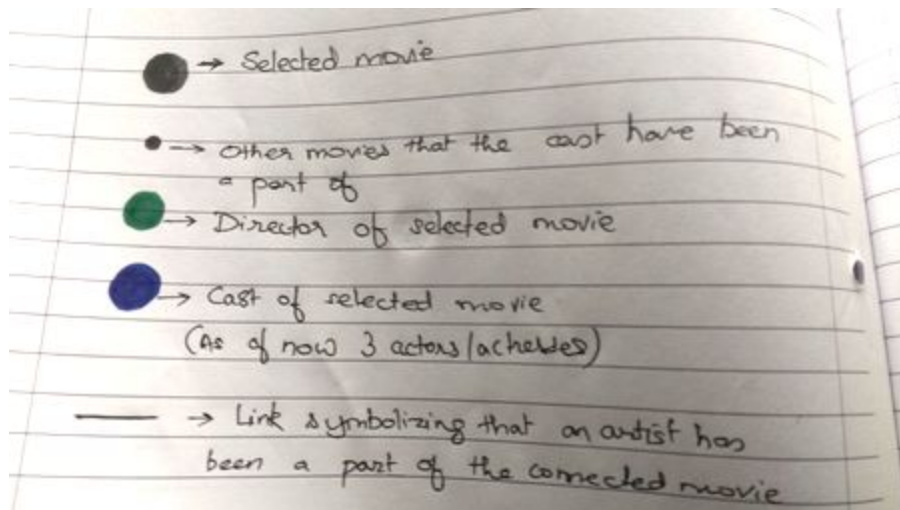 → Selected movie
→ Other movies that the cast have been
a part of
→ Director of selected movie
→ Cast of selected movie
(As of now 3 actors/)
→ Link symbolizing that an artist has
been a part of the connected movie